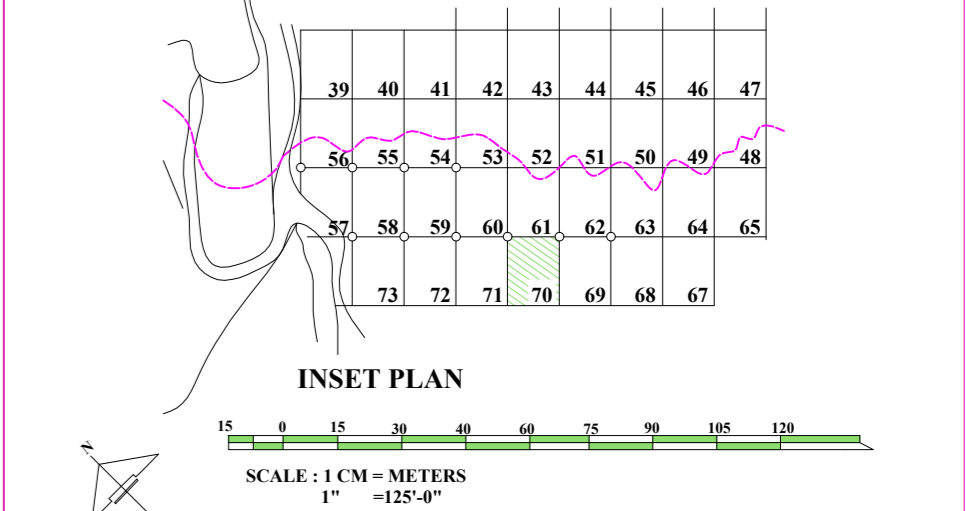 39 40 41 42 43 44 45 46 47
56 55 54 53 52 51 50 49 48
57 58 59 60 61 62 63 64 65
73 72 71 70 69 68 67
INSET PLAN
15 0 15 30 40 60 75 90 105 120
N
SCALE : 1 CM = METERS
1" =125'-0"